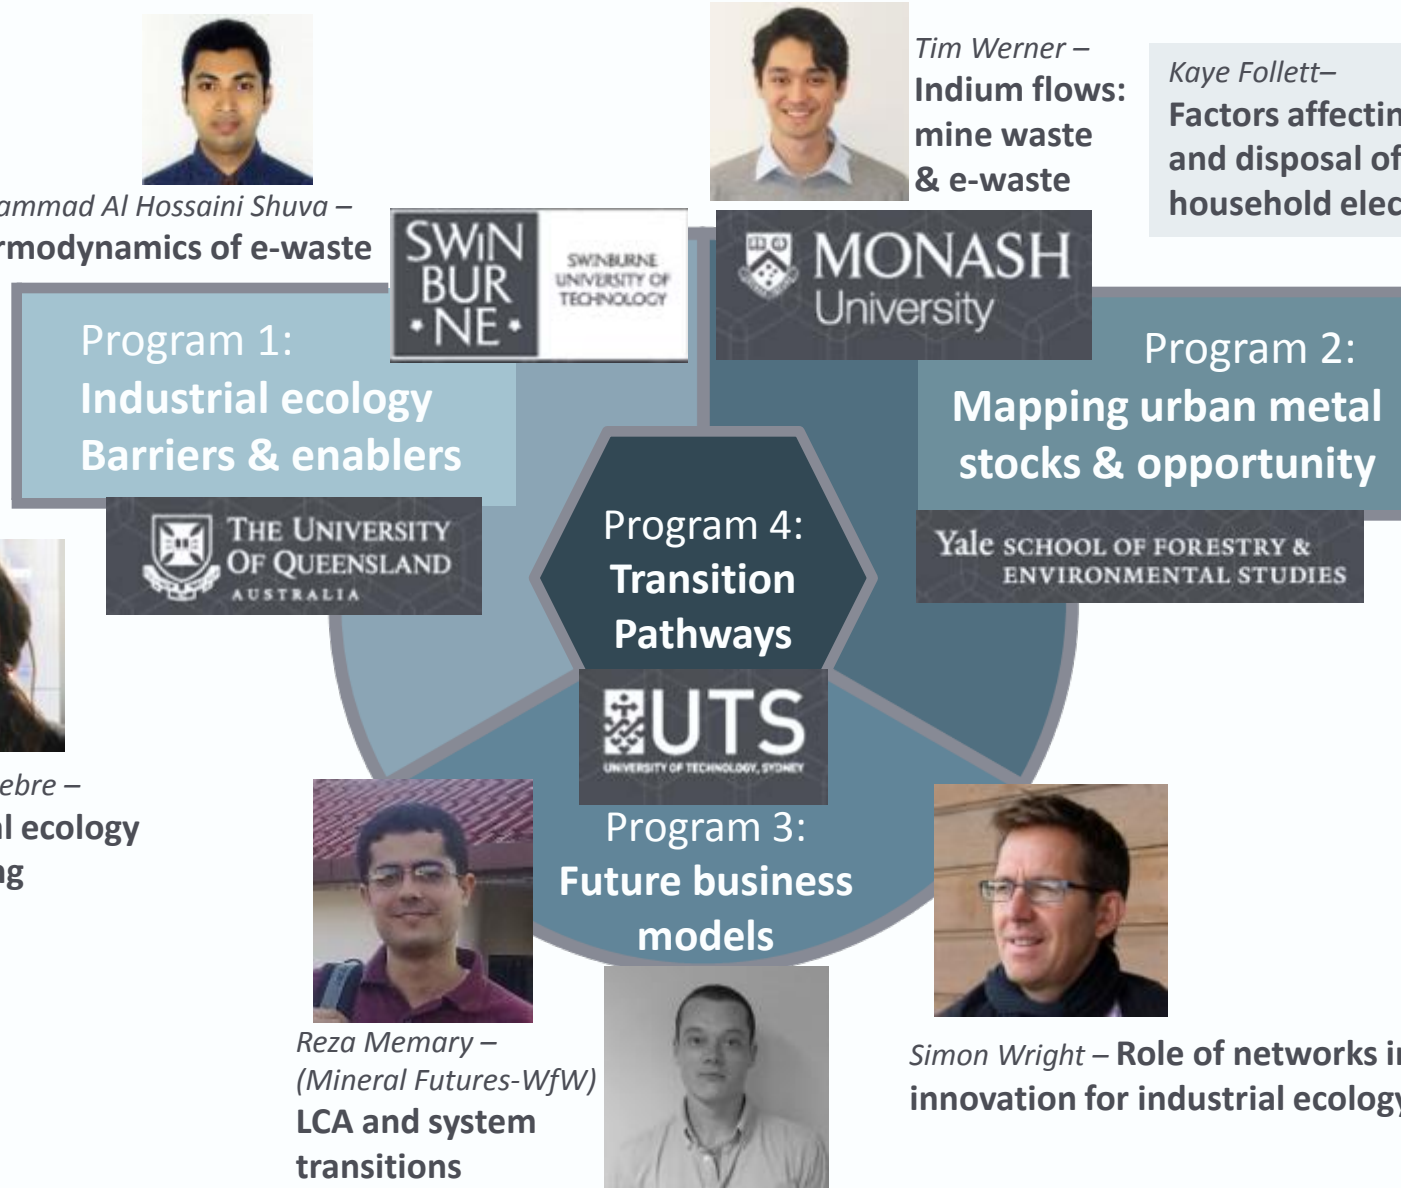 Tim Werner –
Indium flows:
mine waste
& e-waste
Kaye Follett–
Factors affectin
and disposal of
household elec
ammad Al Hossaini Shuva –
rmodynamics of e-waste
SWiN
BUR
•NE•
SWINBURNE
UNIVERSITY OF
TECHNOLOGY
MONASH
University
Program 1:
Industrial ecology
Barriers & enablers
Program 2:
Mapping urban metal
stocks & opportunity
THE UNIVERSITY
OF QUEENSLAND
AUSTRALIA
Program 4:
Transition
Pathways
Yale SCHOOL OF FORESTRY &
ENVIRONMENTAL STUDIES
UTS
UNIVERSITY OF TECHNOLOGY, SYDNEY
ebre –
al ecology
ng
Program 3:
Future business
models
Reza Memary –
(Mineral Futures-WfW)
LCA and system
transitions
Simon Wright – Role of networks in
innovation for industrial ecology